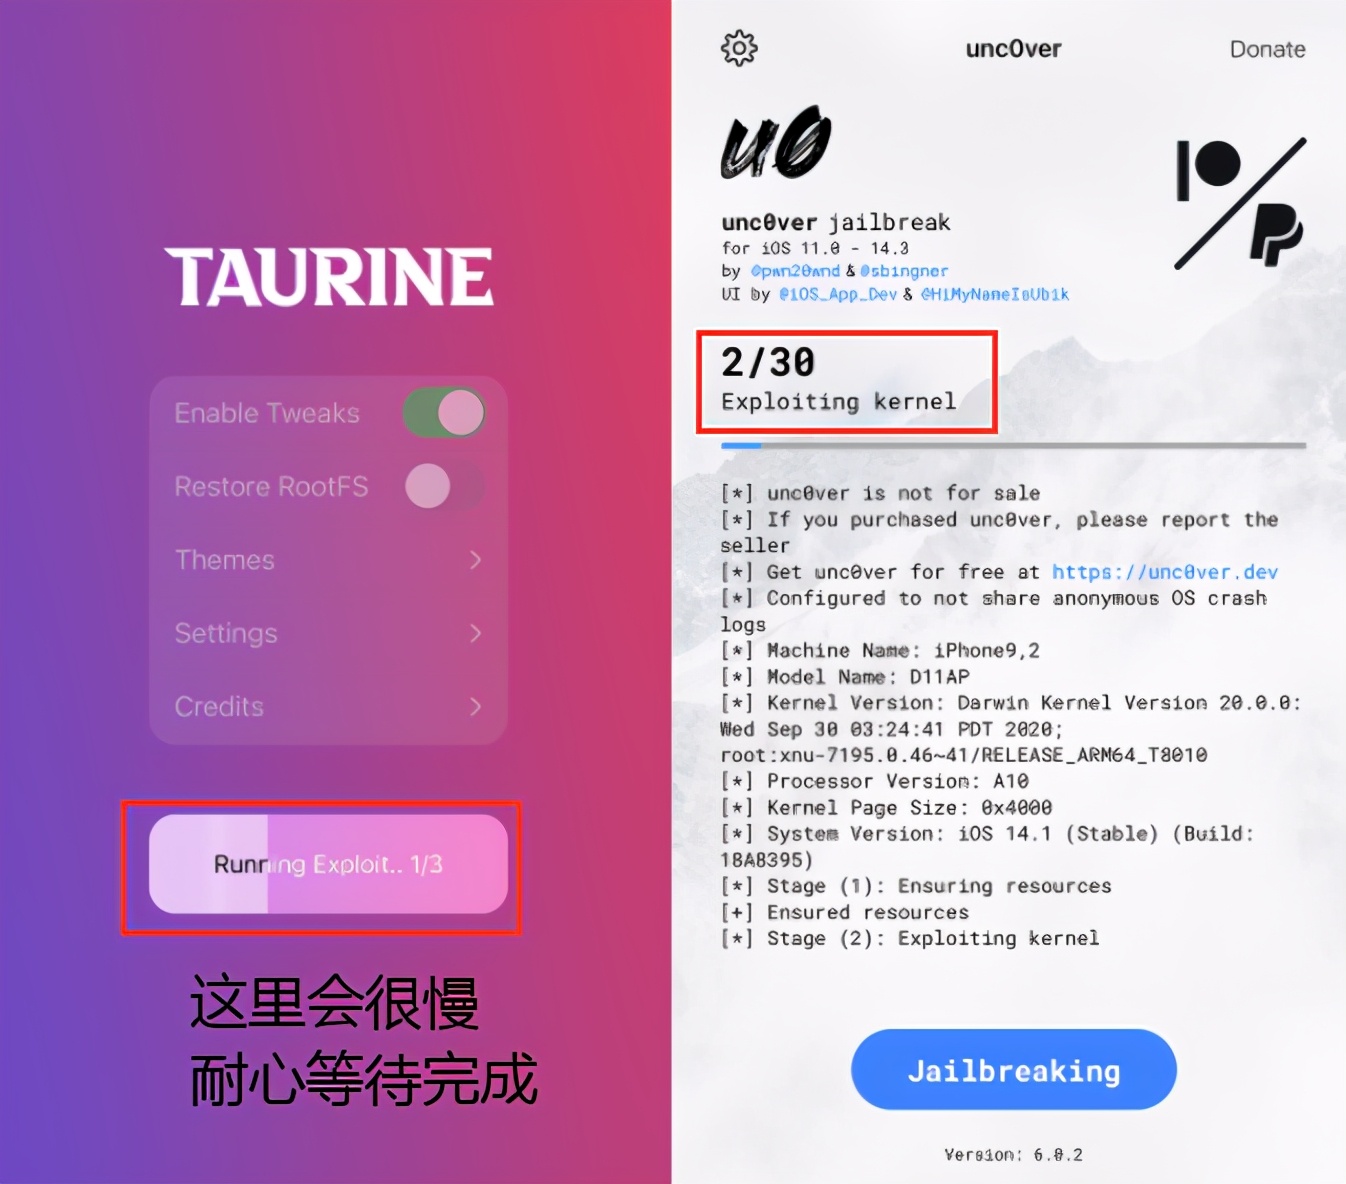 TAURINE
Enable Tweaks
Restore RootFS
Themes
Settings
Credits
Running Exploit.. 1/3
这里会很慢
耐心等待完成
unc0ver
Donate
u0
unc0ver jailbreak
for iOS 11.0 - 14.3
by @pwn20wnd & @sbingner
UI by @iOS_App_Dev & @HiMyNameIsUbik
2/30
Exploiting kernel
[*] unc0ver is not for sale
[*] If you purchased unc0ver, please report the
seller
[*] Get unc0ver for free at https://unc0ver.dev
[*] Configured to not share anonymous OS crash
logs
[*] Machine Name: iPhone9,2
[*] Model Name: D11AP
[*] Kernel Version: Darwin Kernel Version 20.0.0:
Wed Sep 30 03:24:41 PDT 2020;
root:xnu-7195.0.46~41/RELEASE_ARM64_T8010
[*] Processor Version: A10
[*] Kernel Page Size: 0x4000
[*] System Version: iOS 14.1 (Stable) (Build:
18A8395)
[*] Stage (1): Ensuring resources
[+] Ensured resources
[*] Stage (2): Exploiting kernel
Jailbreaking
Version: 6.0.2